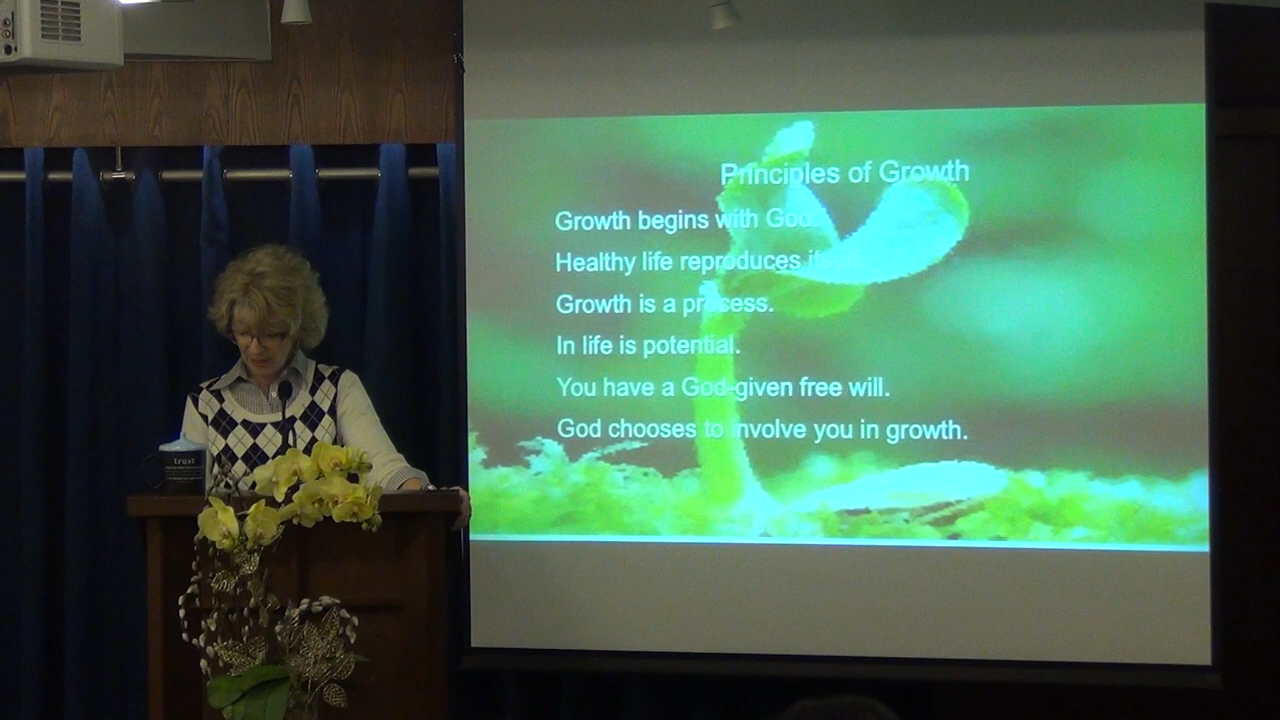 Principles of Growth
Growth begins with God.
Healthy life reproduces itself.
Growth is a process.
In life is potential.
You have a God-given free will.
God chooses to involve you in growth.
trust